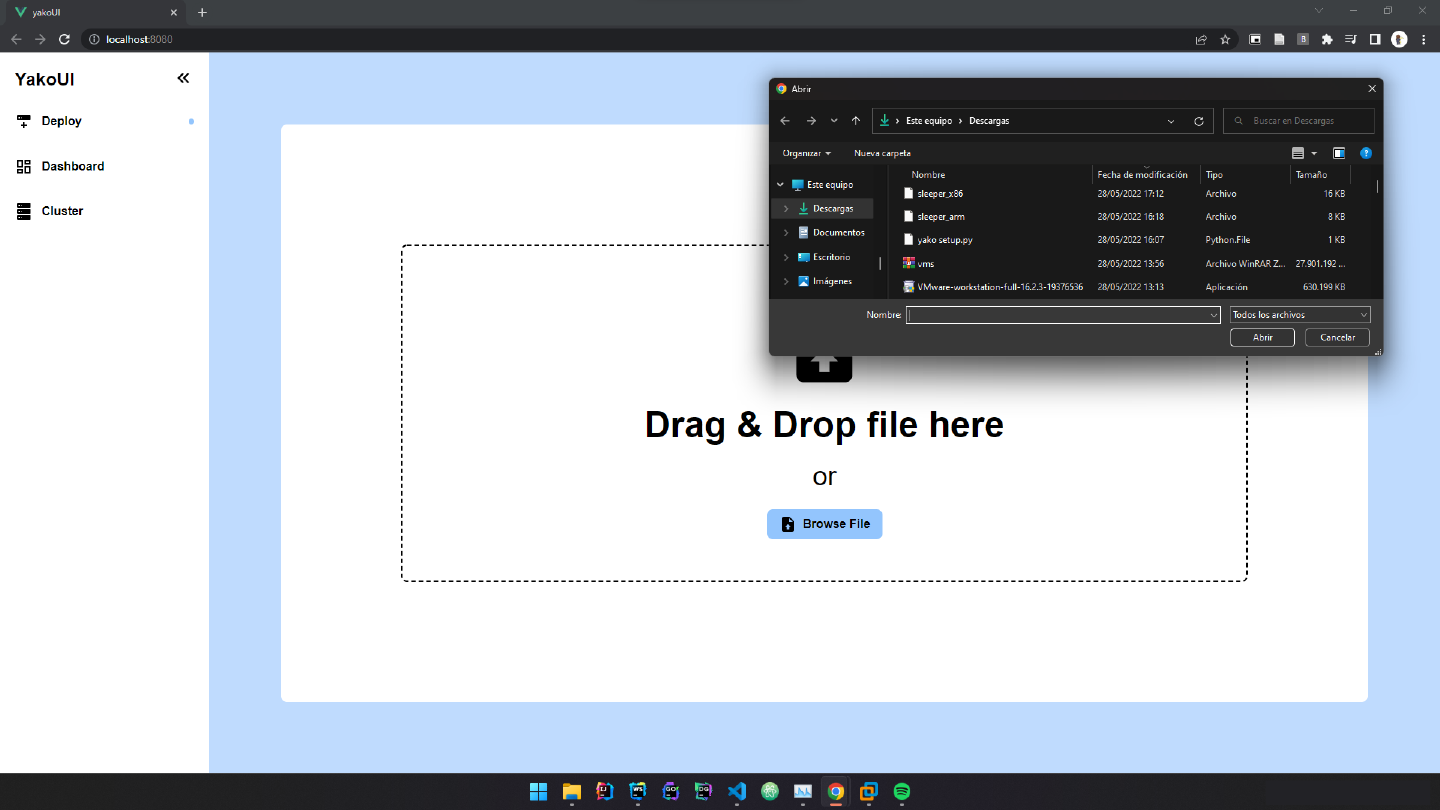 yakoUI
localhost:8080
YakoUI
Deploy
Dashboard
Cluster
Abrir
Este equipo › Descargas
Buscar en Descargas
Organizar
Nueva carpeta
Este equipo
Descargas
Documentos
Escritorio
Imágenes
Nombre Fecha de modificación Tipo Tamaño
sleeper_x86 28/05/2022 17:12 Archivo 16 KB
sleeper_arm 28/05/2022 16:18 Archivo 8 KB
yako setup.py 28/05/2022 16:07 Python.File 1 KB
vms 28/05/2022 13:56 Archivo WinRAR Z... 27.901.192 ...
VMware-workstation-full-16.2.3-19376536 28/05/2022 13:13 Aplicación 630.199 KB
Nombre: Todos los archivos
Abrir Cancelar
Drag & Drop file here
or
Browse File
IJ WS GO DG